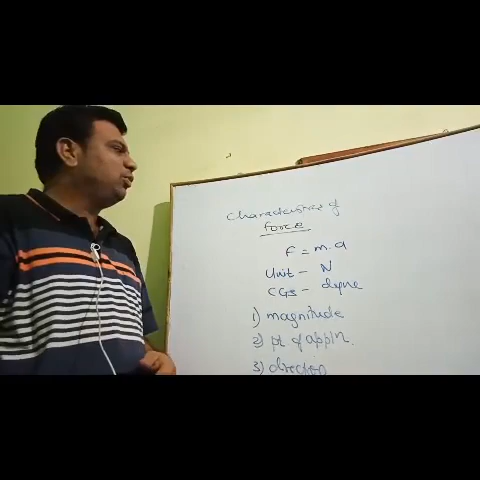 Characteristics of
Force
F = m.a
Unit - N
CGS - dyne
1) magnitude
2) pt of appln.
3) direction